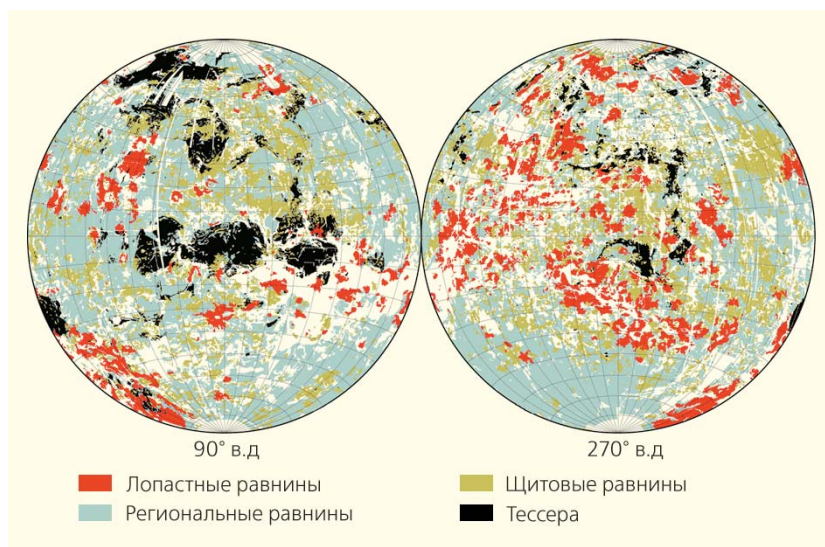 90° в.д
270° в.д
Лопастные равнины
Региональные равнины
Щитовые равнины
Тессера